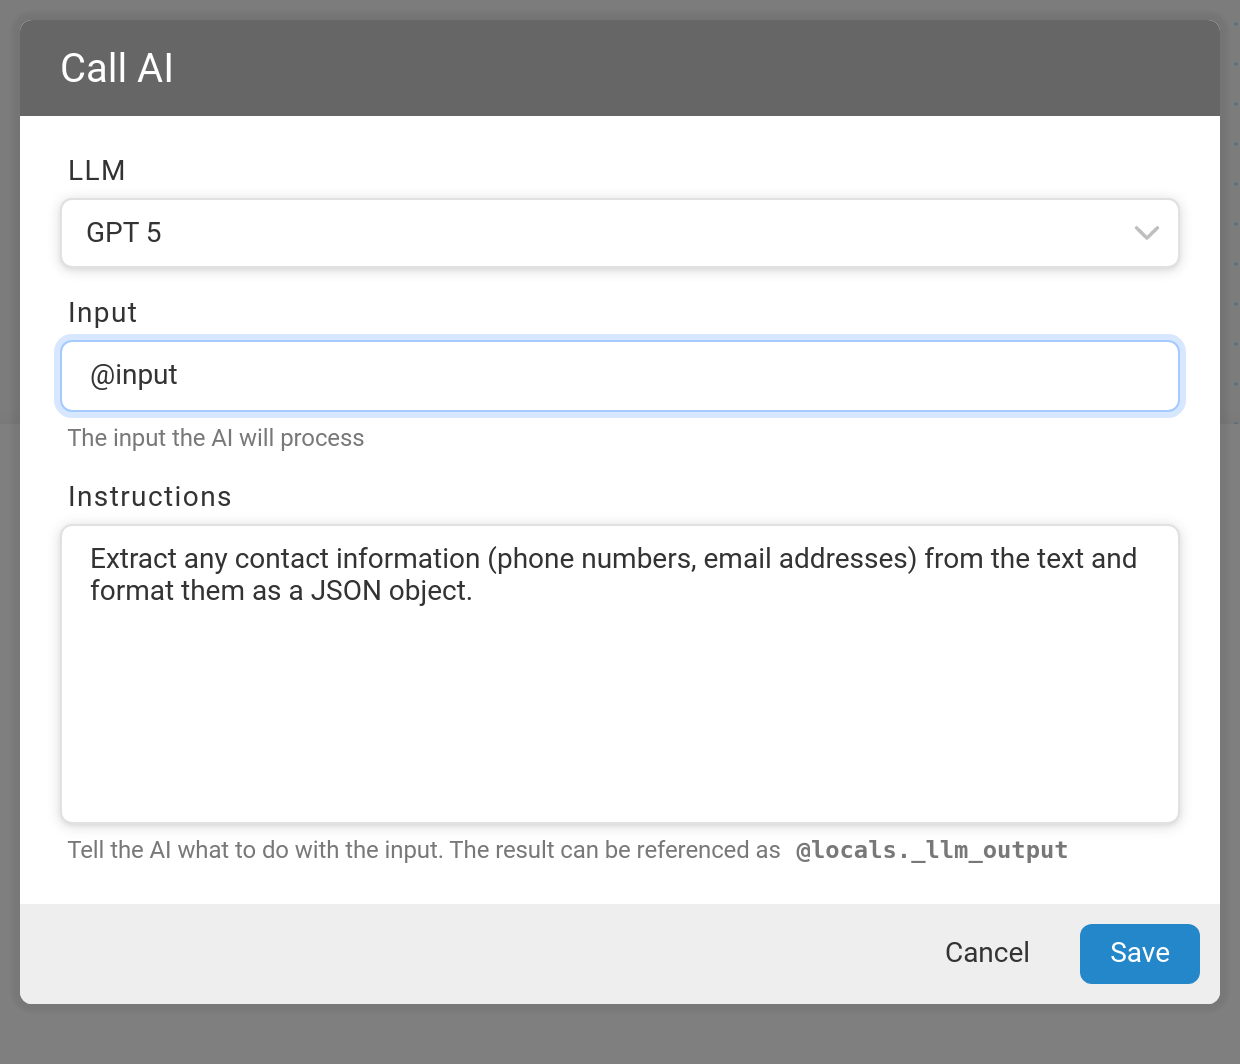 Call AI
LLM
GPT 5
Input
@input
The input the AI will process
Instructions
Extract any contact information (phone numbers, email addresses) from the text and
format them as a JSON object.
Tell the AI what to do with the input. The result can be referenced as @locals._llm_output
Cancel
Save